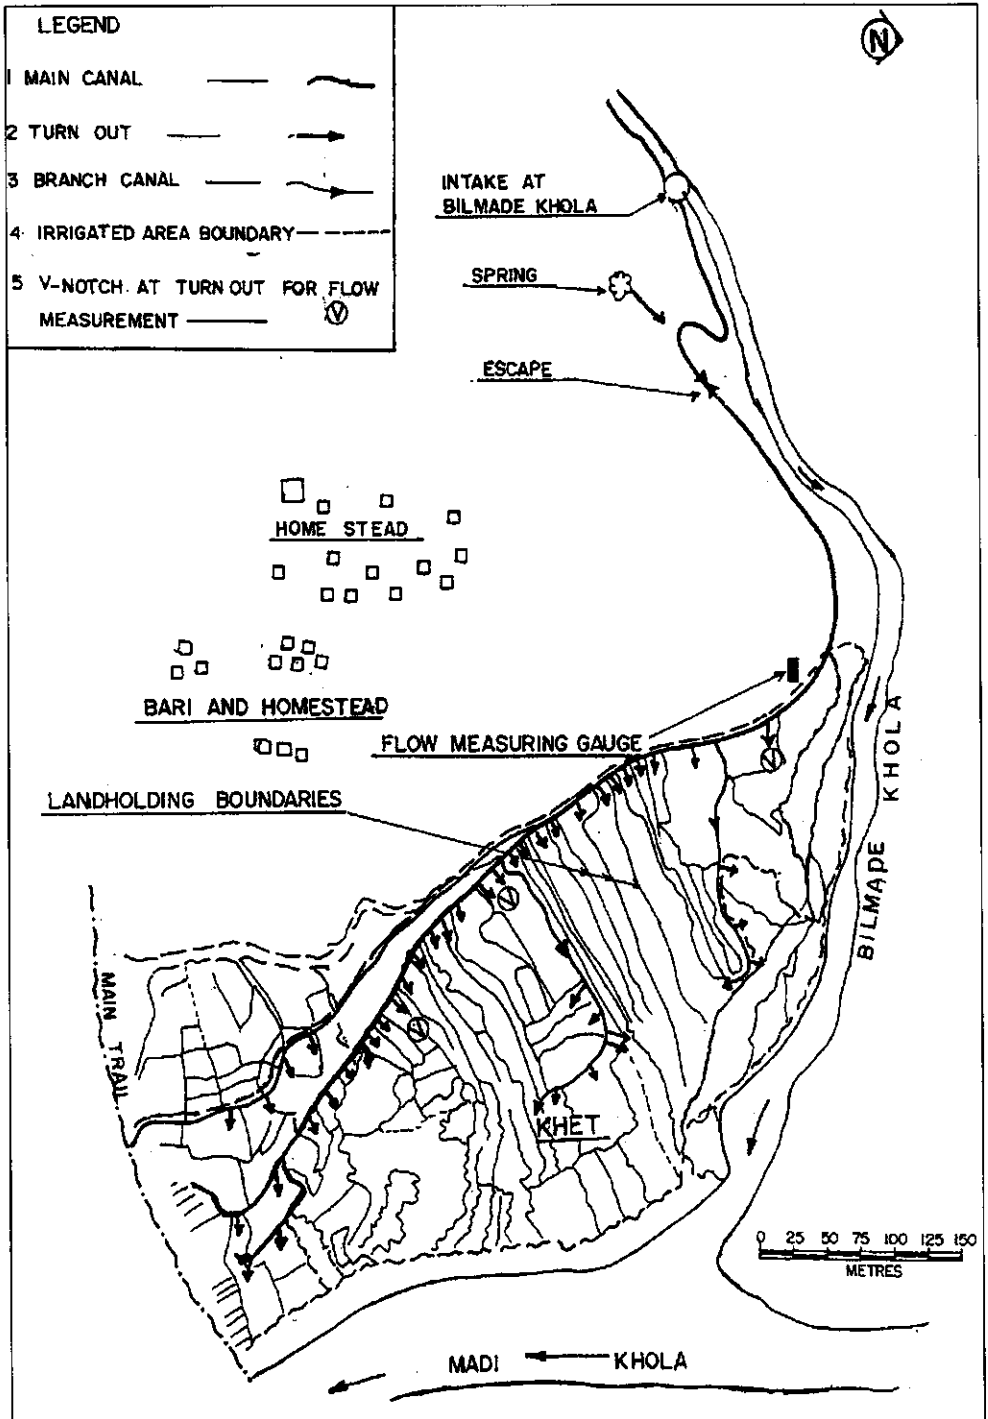 LEGEND
1 MAIN CANAL
2 TURN OUT
3 BRANCH CANAL
4 IRRIGATED AREA BOUNDARY
5 V-NOTCH AT TURN OUT FOR FLOW
MEASUREMENT
V
N
INTAKE AT
BILMADE KHOLA
SPRING
ESCAPE
HOME STEAD
BARI AND HOMESTEAD
FLOW MEASURING GAUGE
LANDHOLDING BOUNDARIES
V
V
V
BILMADE KHOLA
MAIN TRAIL
KHET
0 25 50 75 100 125 150
METRES
MADI KHOLA